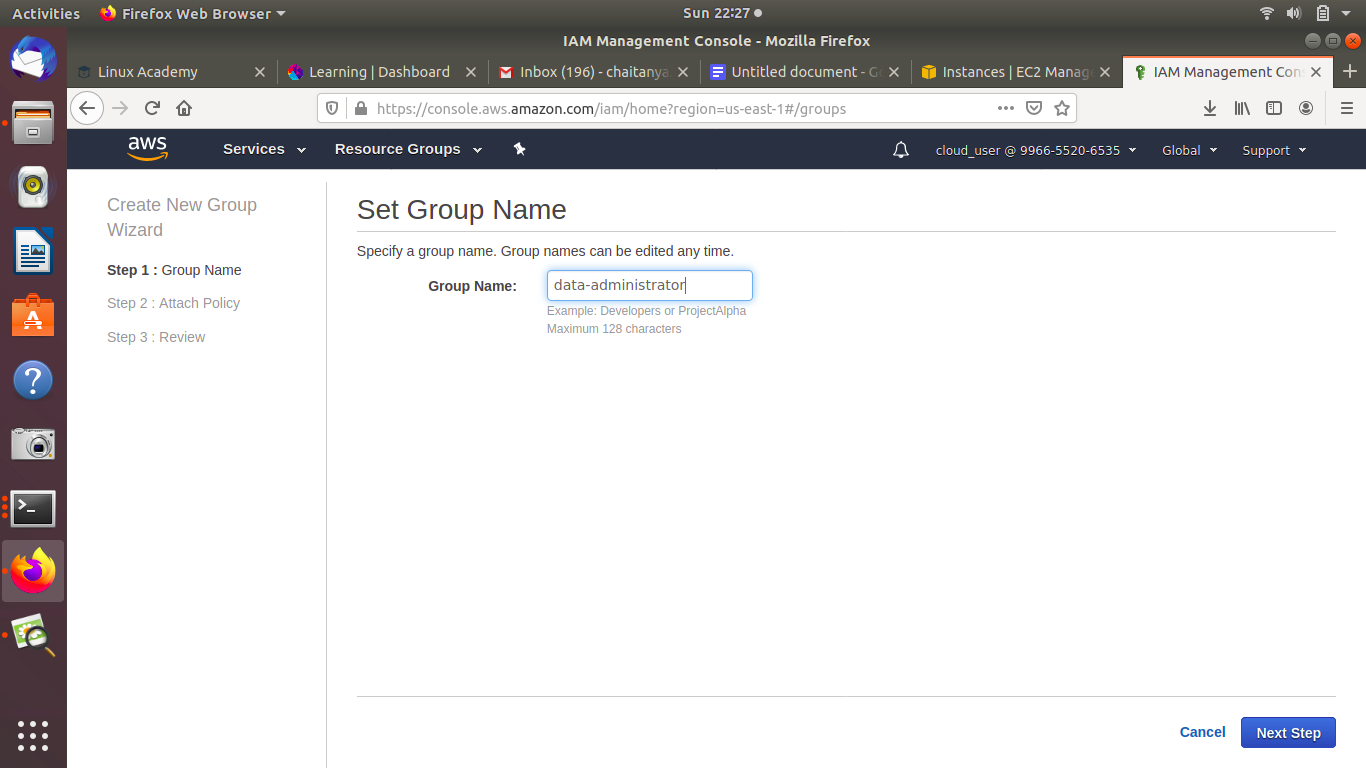 Activities Firefox Web Browser Sun 22:27
IAM Management Console - Mozilla Firefox
Linux Academy Learning | Dashboard Inbox (196) - chaitanya Untitled document - G Instances | EC2 Manag IAM Management Con
https://console.aws.amazon.com/iam/home?region=us-east-1#/groups
aws Services Resource Groups cloud_user @ 9966-5520-6535 Global Support
Create New Group
Wizard
Step 1 : Group Name
Step 2 : Attach Policy
Step 3 : Review
Set Group Name
Specify a group name. Group names can be edited any time.
Group Name: data-administrator
Example: Developers or ProjectAlpha
Maximum 128 characters
Cancel Next Step